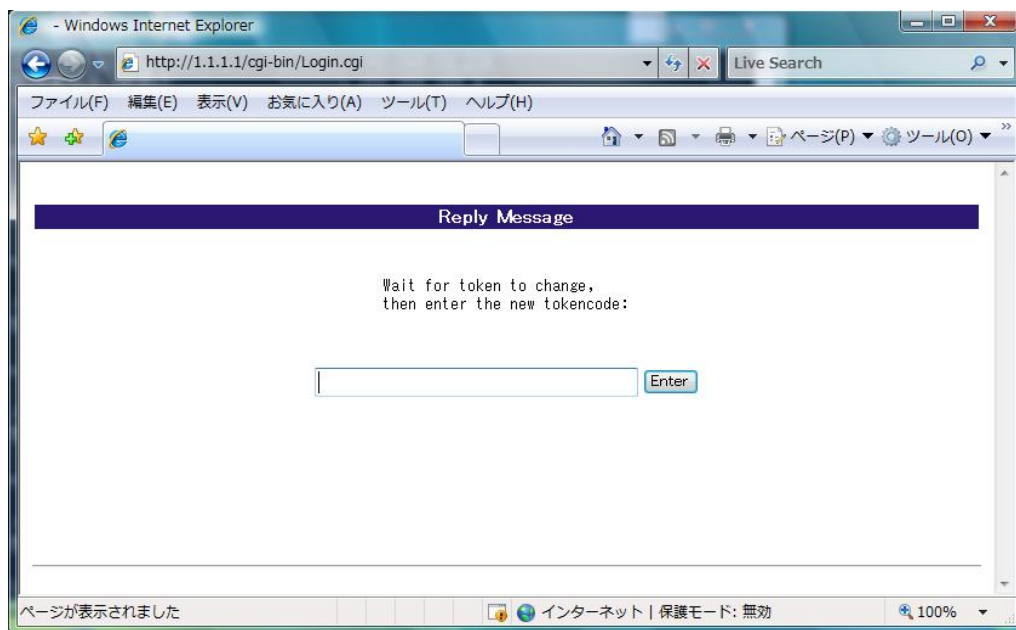 - Windows Internet Explorer
http://1.1.1.1/cgi-bin/Login.cgi
Live Search
ファイル(F) 編集(E) 表示(V) お気に入り(A) ツール(T) ヘルプ(H)
ページ(P) ツール(O)
Reply Message
Wait for token to change,
then enter the new tokencode:
Enter
ページが表示されました インターネット | 保護モード: 無効 100%